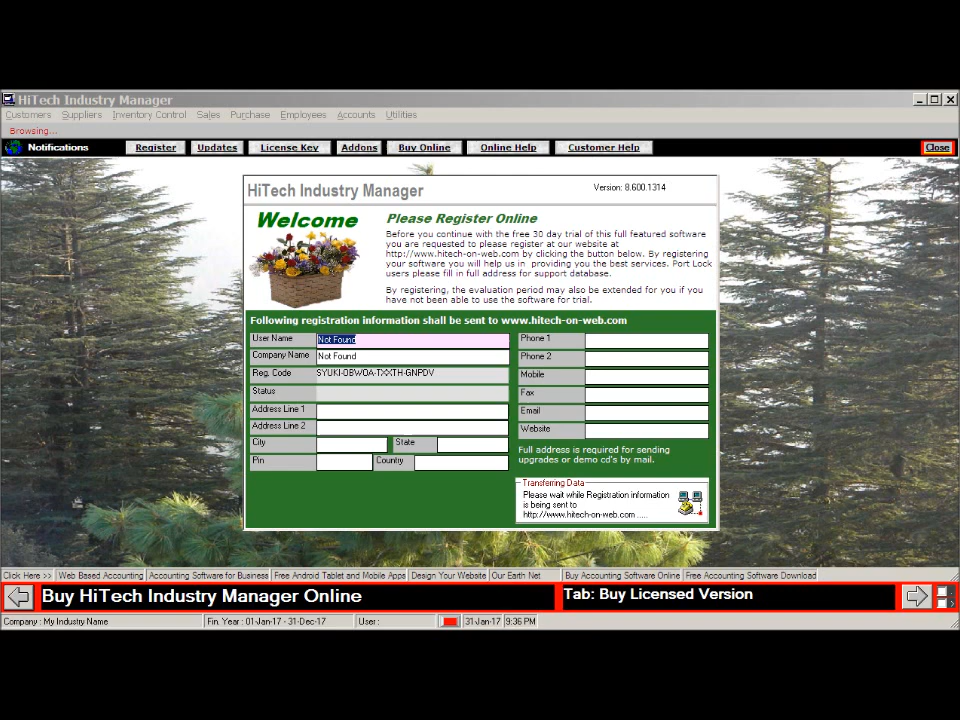 HiTech Industry Manager
Customers Suppliers Inventory Control Sales Purchase Employees Accounts Utilities
Browsing...
Notifications Register Updates License Key Addons Buy Online Online Help Customer Help Close
HiTech Industry Manager Version: 8.600.1314
Welcome
Please Register Online
Before you continue with the free 30 day trial of this full featured software
you are requested to please register at our website at
http://www.hitech-on-web.com by clicking the button below. By registering
your software you will help us in providing you the best services. Port Lock
users please fill in full address for support database.
By registering, the evaluation period may also be extended for you if you
have not been able to use the software for trial.
Following registration information shall be sent to www.hitech-on-web.com
User Name Not Found
Company Name Not Found
Reg. Code SYUKI-OBWOA-TXXTH-GNPDV
Status
Address Line 1
Address Line 2
City State
Pin Country
Phone 1
Phone 2
Mobile
Fax
Email
Website
Full address is required for sending
upgrades or demo cd's by mail.
Transferring Data
Please wait while Registration information
is being sent to
http://www.hitech-on-web.com .....
Click Here >> Web Based Accounting Accounting Software for Business Free Android Tablet and Mobile Apps Design Your Website Our Earth Net Buy Accounting Software Online Free Accounting Software Download
Buy HiTech Industry Manager Online Tab: Buy Licensed Version
Company : My Industry Name Fin. Year : 01-Jan-17 - 31-Dec-17 User : 31-Jan-17 9:36 PM